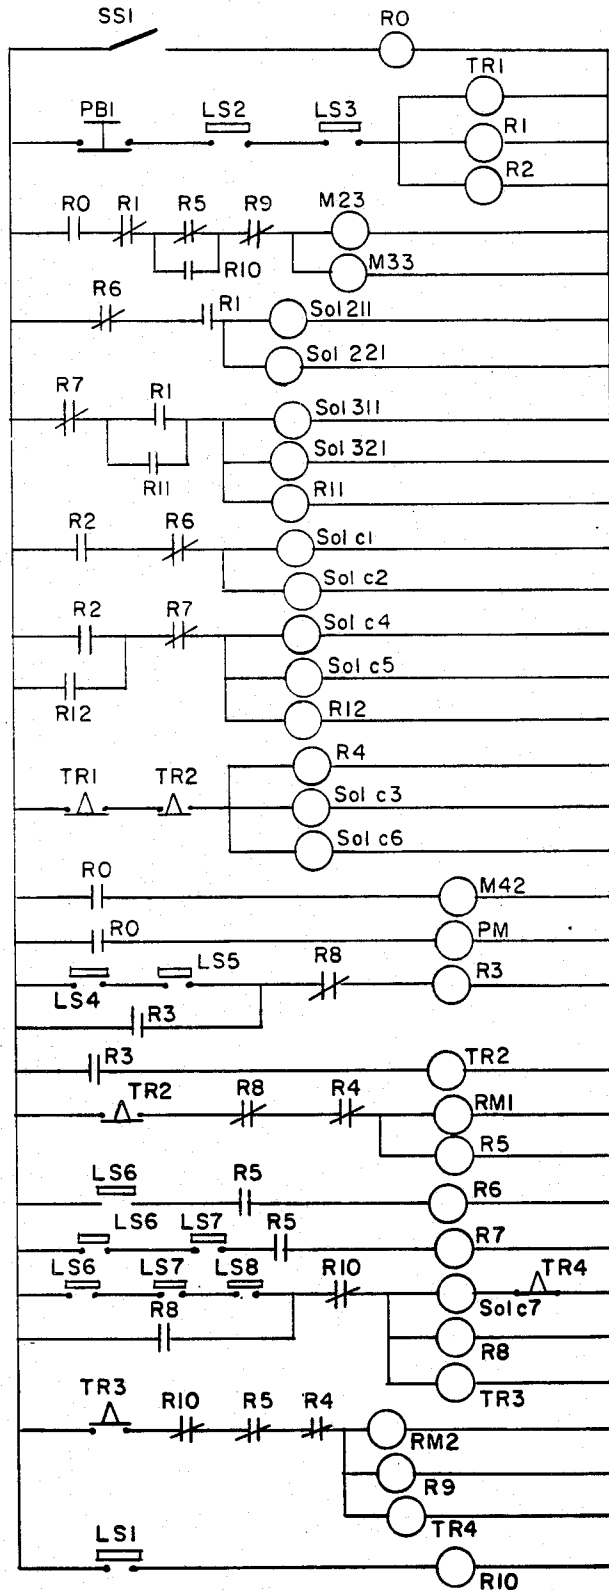 SS1 RO
TR1
PB1 LS2 LS3
R1
R2
RO R1 R5 R9 M23
R10 M33
R6 R1 Sol 211
Sol 221
R7 R1 Sol 311
Sol 321
R11 R11
R2 R6 Sol c1
Sol c2
R2 R7 Sol c4
Sol c5
R12 R12
R4
TR1 TR2 Sol c3
Sol c6
RO M42
RO PM
LS4 LS5 R8 R3
R3
R3 TR2
TR2 R8 R4 RM1
R5
LS6 R5 R6
LS6 LS7 R5 R7
LS6 LS7 LS8 R10 Sol c7 TR4
R8 R8
TR3
TR3 R10 R5 R4 RM2
R9
TR4
LS1 R10